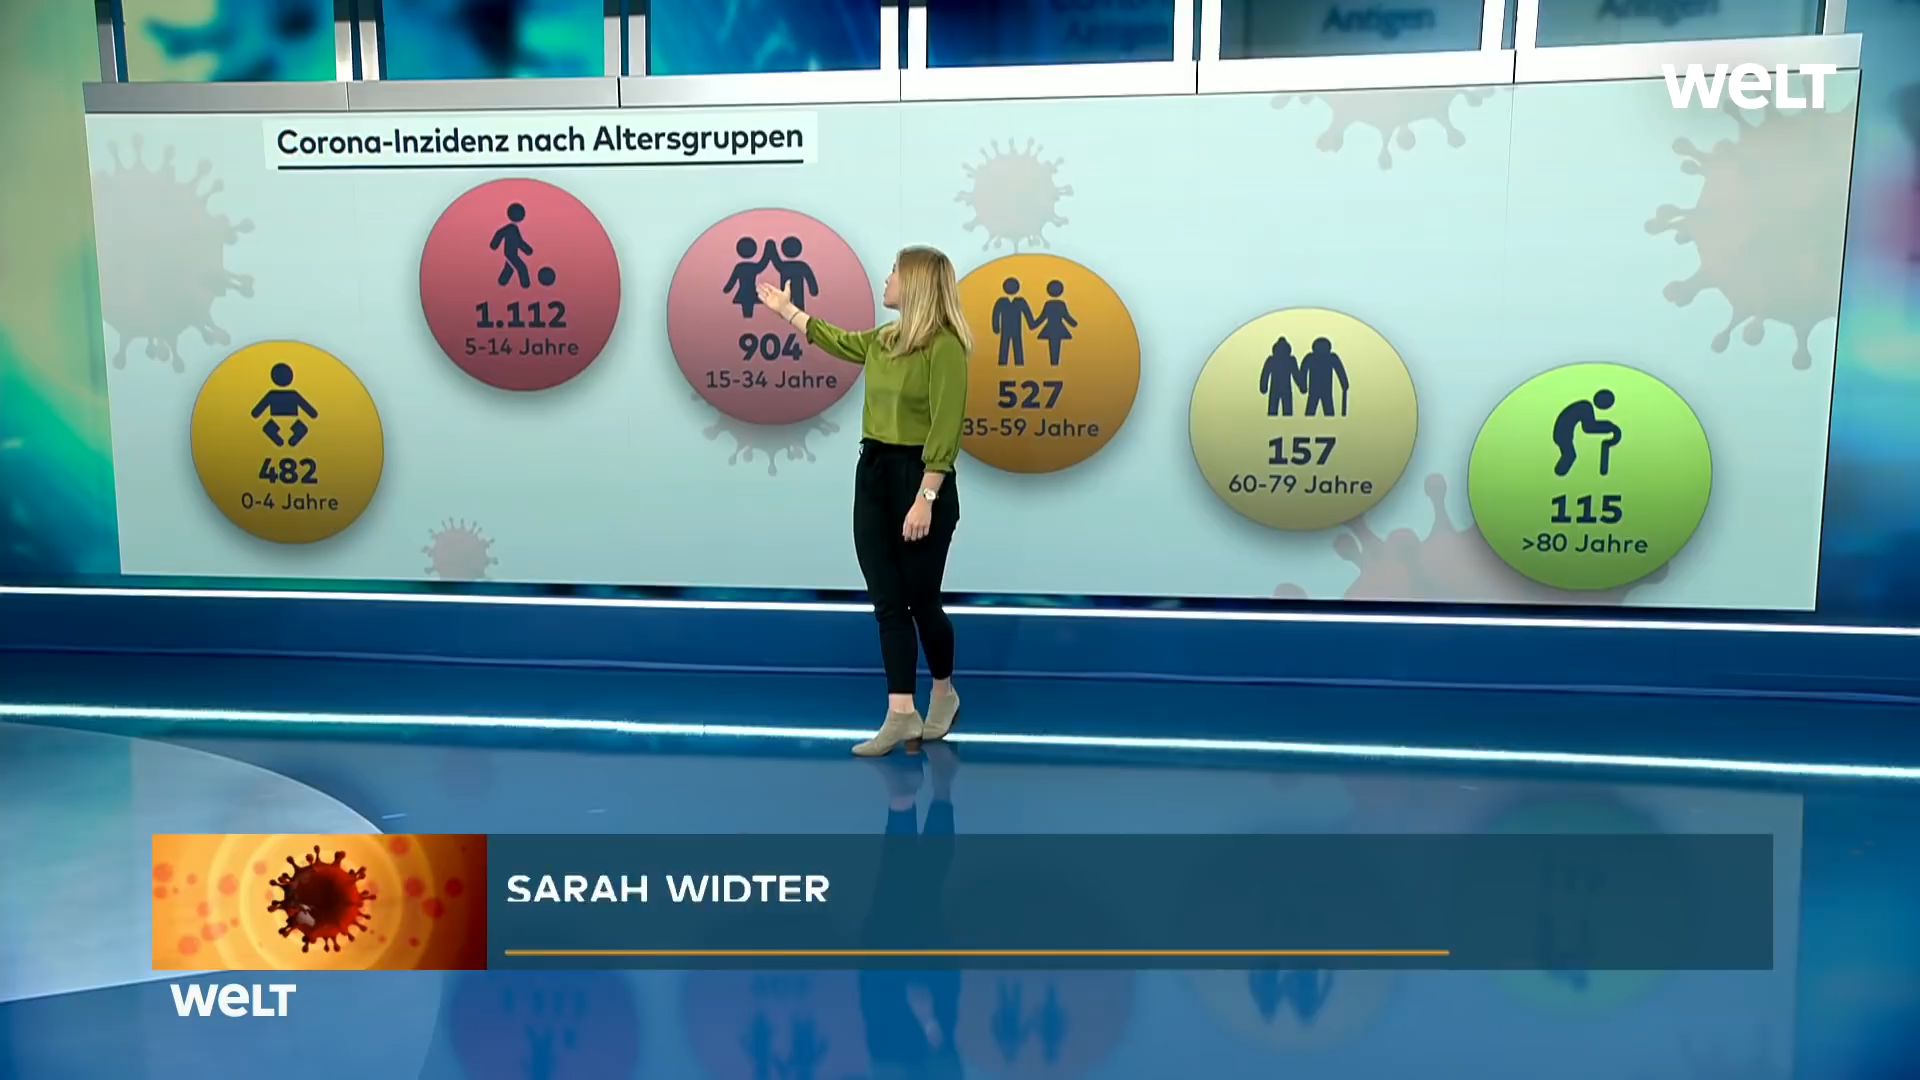 Antigen
WELT
Corona-Inzidenz nach Altersgruppen
482
0-4 Jahre
1.112
5-14 Jahre
904
15-34 Jahre
527
35-59 Jahre
157
60-79 Jahre
115
>80 Jahre
SARAH WIDTER
WELT